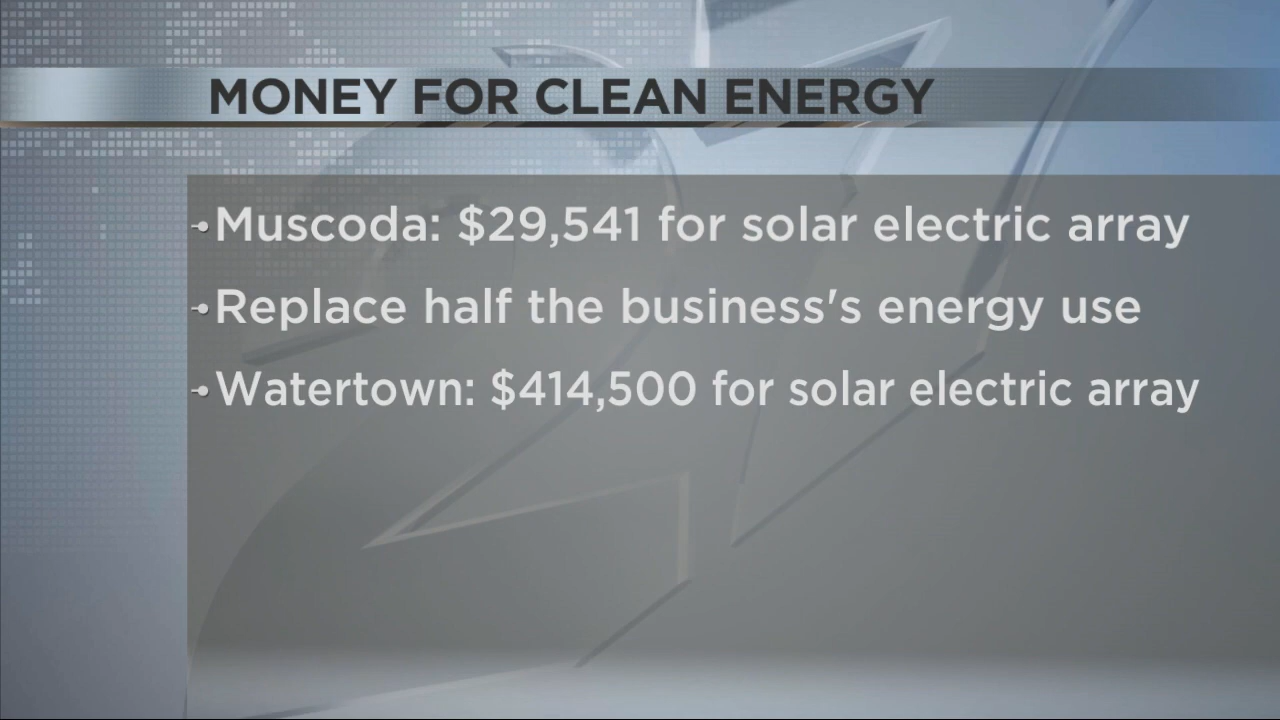 MONEY FOR CLEAN ENERGY
Muscoda: $29,541 for solar electric array
Replace half the business's energy use
Watertown: $414,500 for solar electric array